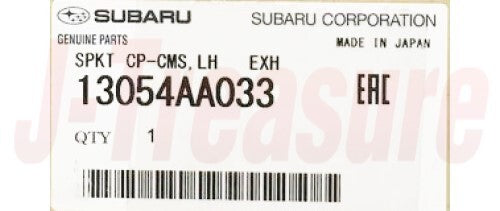 SUBARU SUBARU CORPORATION
GENUINE PARTS MADE IN JAPAN
SPKT CP-CMS, LH EXH
13054AA033 EAC
QTY 1
J-Treasure